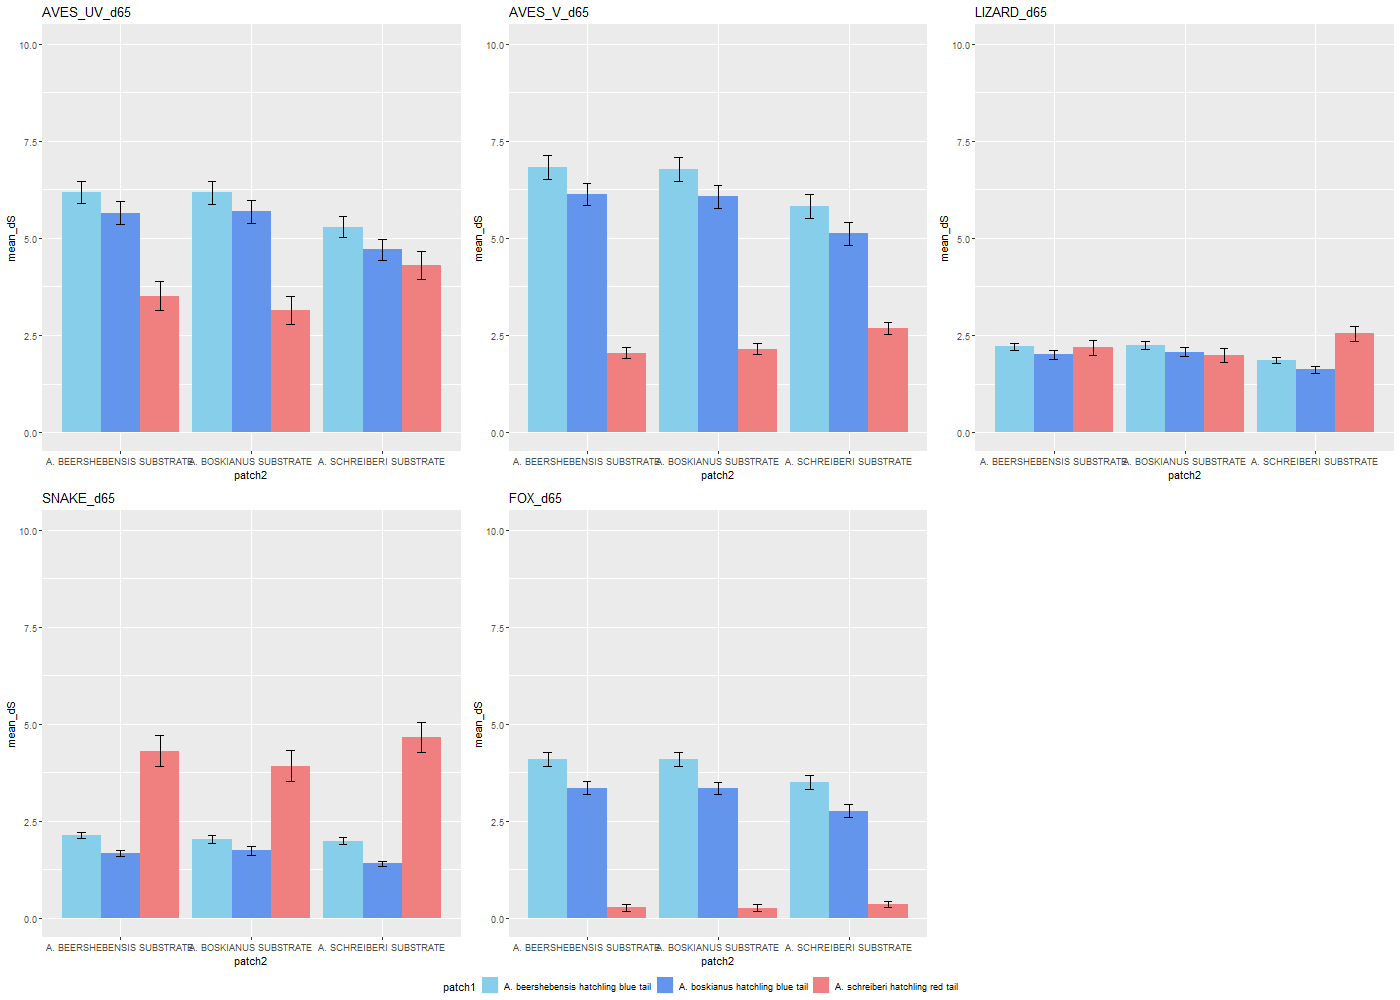 AVES_UV_d65
AVES_V_d65
LIZARD_d65
10.0
7.5
5.0
2.5
0.0
mean_dS
A. BEERSHEBENSIS SUBSTRATE
A. BOSKIANUS SUBSTRATE
A. SCHREIBERI SUBSTRATE
patch2
10.0
7.5
5.0
2.5
0.0
mean_dS
A. BEERSHEBENSIS SUBSTRATE
A. BOSKIANUS SUBSTRATE
A. SCHREIBERI SUBSTRATE
patch2
10.0
7.5
5.0
2.5
0.0
mean_dS
A. BEERSHEBENSIS SUBSTRATE
A. BOSKIANUS SUBSTRATE
A. SCHREIBERI SUBSTRATE
patch2
SNAKE_d65
FOX_d65
10.0
7.5
5.0
2.5
0.0
mean_dS
A. BEERSHEBENSIS SUBSTRATE
A. BOSKIANUS SUBSTRATE
A. SCHREIBERI SUBSTRATE
patch2
10.0
7.5
5.0
2.5
0.0
mean_dS
A. BEERSHEBENSIS SUBSTRATE
A. BOSKIANUS SUBSTRATE
A. SCHREIBERI SUBSTRATE
patch2
patch1
A. beershebensis hatchling blue tail
A. boskianus hatchling blue tail
A. schreiberi hatchling red tail